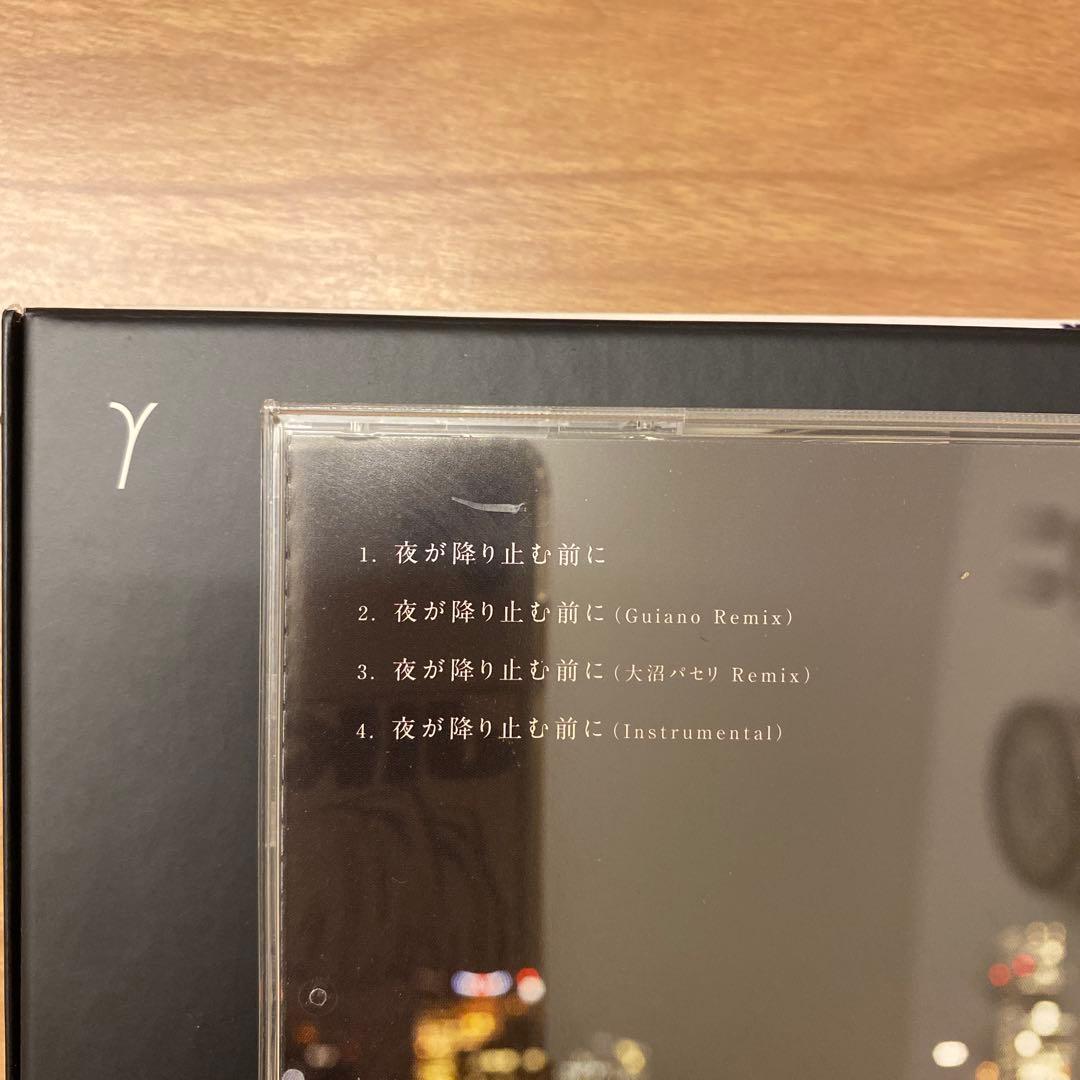 γ
1. 夜が降り止む前に
2. 夜が降り止む前に (Guiano Remix)
3. 夜が降り止む前に (大沼パセリ Remix)
4. 夜が降り止む前に (Instrumental)